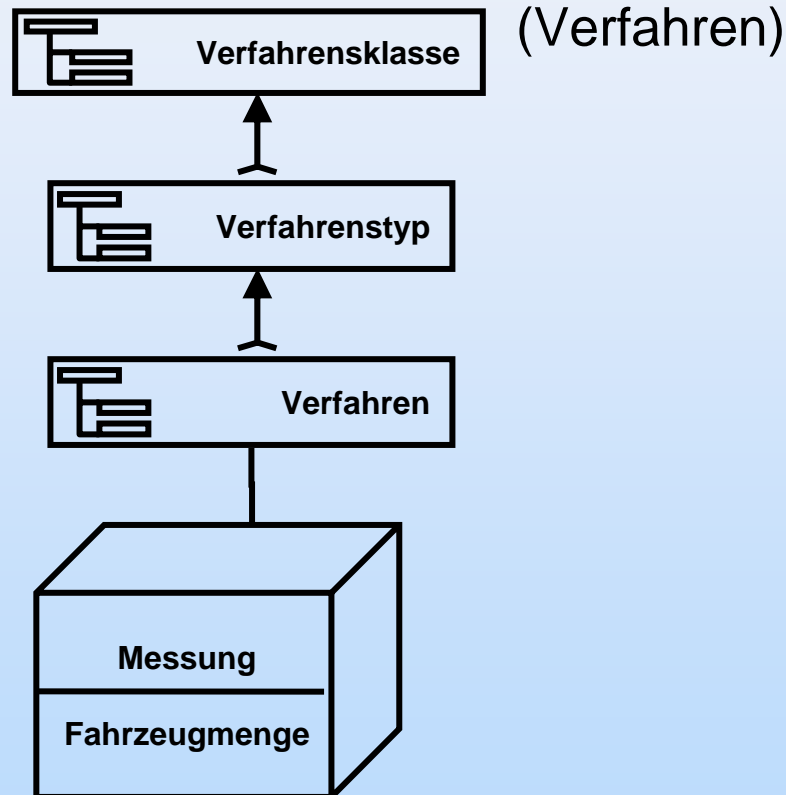 (Verfahren)
Verfahrensklasse
Verfahrenstyp
Verfahren
Messung
Fahrzeugmenge